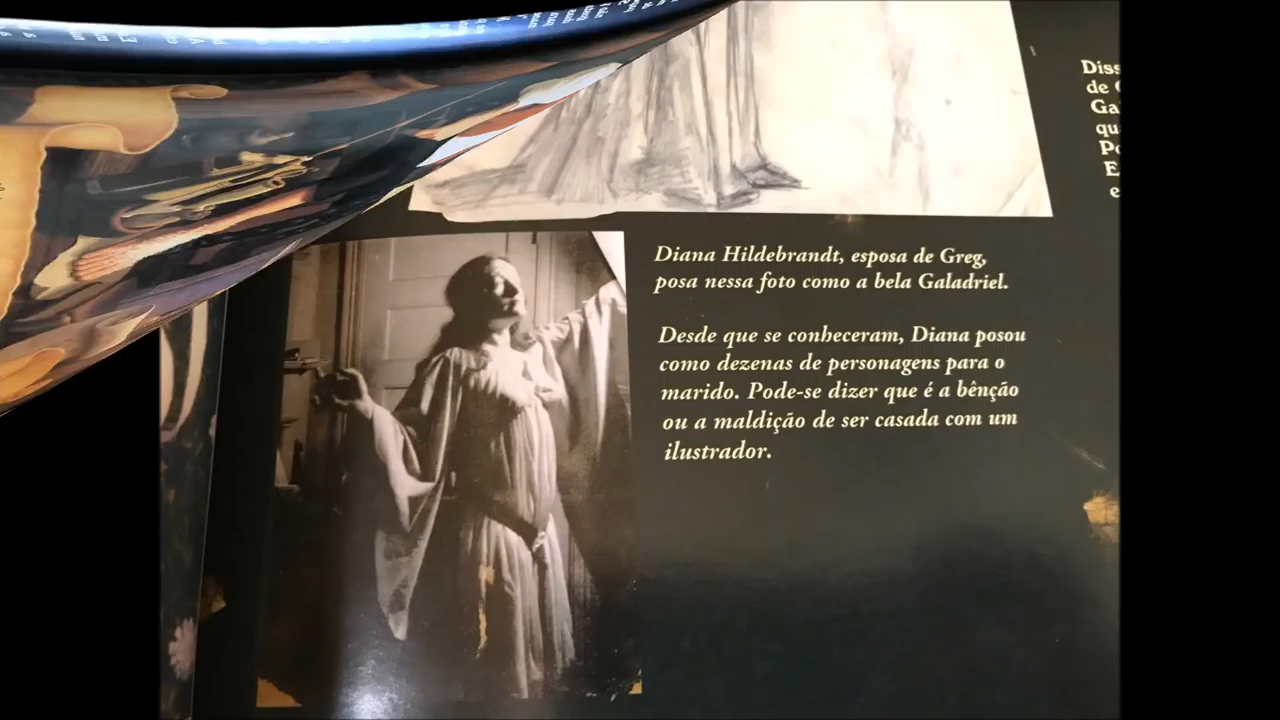 Diana Hildebrandt, esposa de Greg,
posa nessa foto como a bela Galadriel.
Desde que se conheceram, Diana posou
como dezenas de personagens para o
marido. Pode-se dizer que é a bênção
ou a maldição de ser casada com um
ilustrador.
de